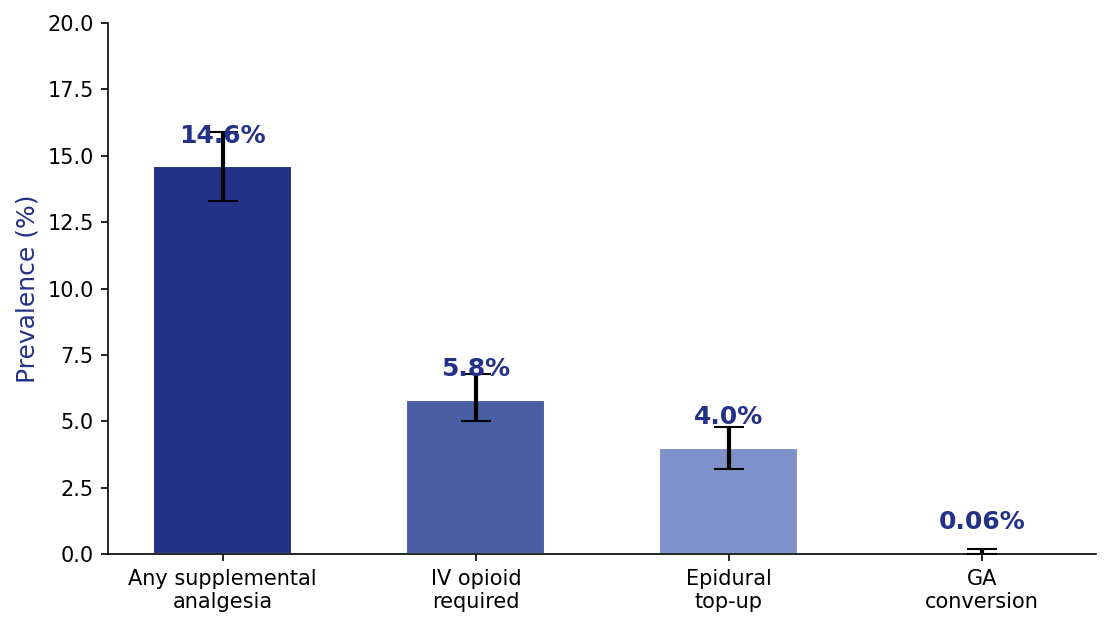 Prevalence (%)
20.0
17.5
15.0
12.5
10.0
7.5
5.0
2.5
0.0
14.6%
5.8%
4.0%
0.06%
Any supplemental
analgesia
IV opioid
required
Epidural
top-up
GA
conversion